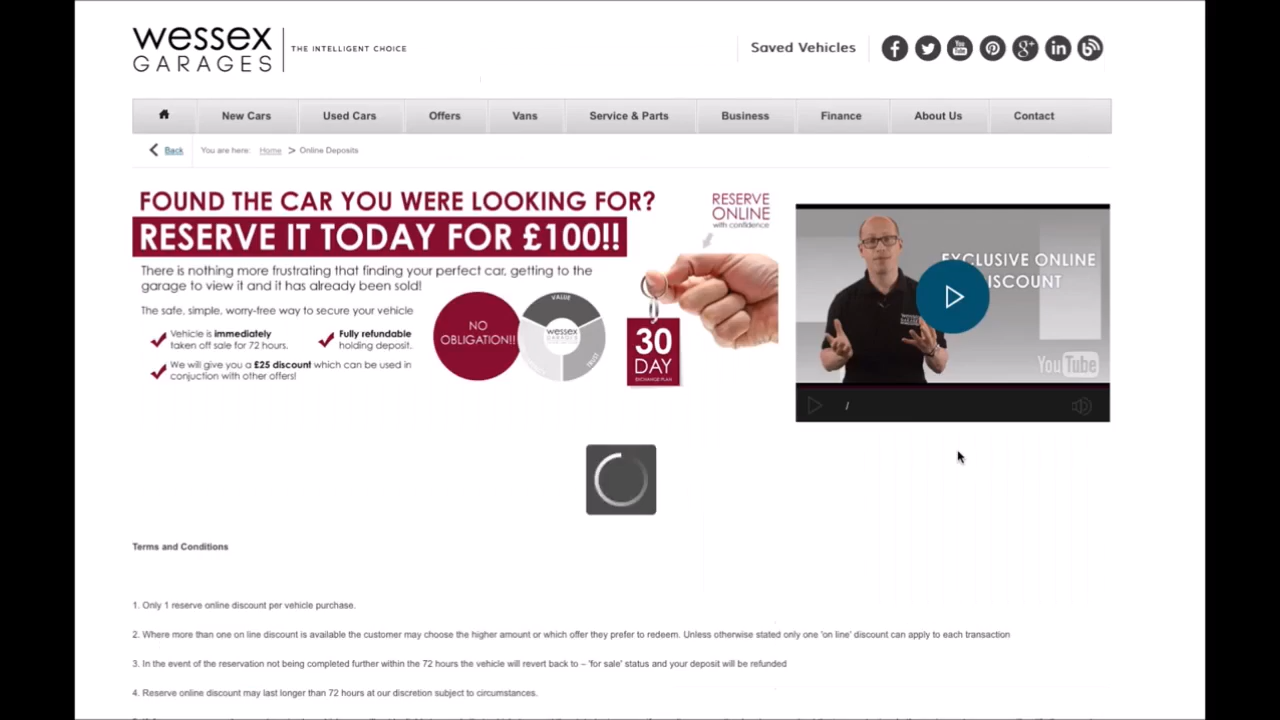 wessex
GARAGES
THE INTELLIGENT CHOICE
Saved Vehicles
New Cars
Used Cars
Offers
Vans
Service & Parts
Business
Finance
About Us
Contact
Back
You are here: Home > Online Deposits
FOUND THE CAR YOU WERE LOOKING FOR?
RESERVE IT TODAY FOR £100!!
There is nothing more frustrating that finding your perfect car, getting to the
garage to view it and it has already been sold!
The safe, simple, worry-free way to secure your vehicle
Vehicle is immediately
taken off sale for 72 hours.
Fully refundable
holding deposit.
We will give you a £25 discount which can be used in
conjuction with other offers!
NO
OBLIGATION!!
VALUE
wessex
GARAGES
TRUST
RESERVE
ONLINE
with confidence
30
DAY
EXCHANGE PLAN
EXCLUSIVE ONLINE
ISCOUNT
YouTube
/
Terms and Conditions
1. Only 1 reserve online discount per vehicle purchase.
2. Where more than one on line discount is available the customer may choose the higher amount or which offer they prefer to redeem. Unless otherwise stated only one 'on line' discount can apply to each transaction
3. In the event of the reservation not being completed further within the 72 hours the vehicle will revert back to – 'for sale' status and your deposit will be refunded
4. Reserve online discount may last longer than 72 hours at our discretion subject to circumstances.